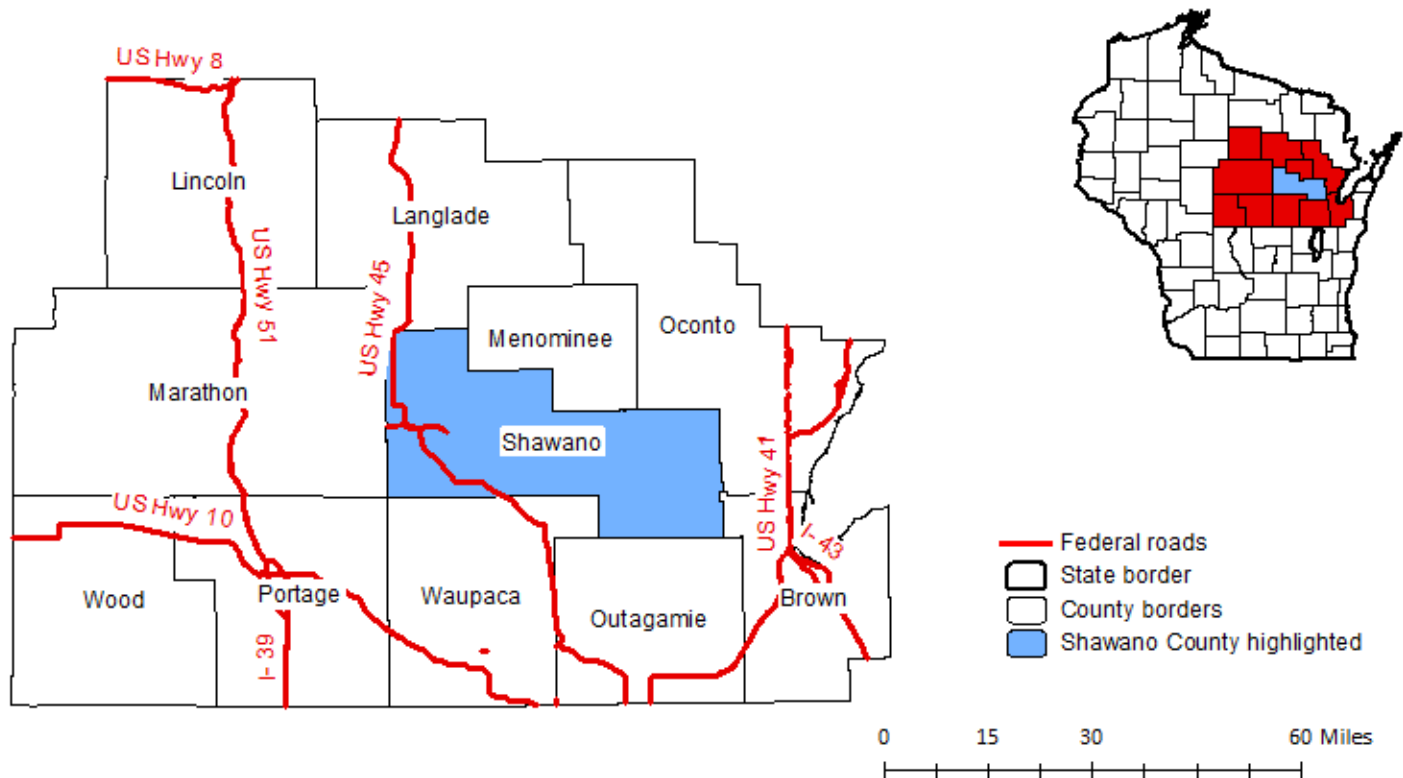 US Hwy 8
Lincoln
Langlade
US Hwy 51
US Hwy 45
Menominee
Oconto
Marathon
Shawano
US Hwy 41
US Hwy 10
I- 43
Wood
Portage
Waupaca
Outagamie
Brown
I- 39
Federal roads
State border
County borders
Shawano County highlighted
0 15 30 60 Miles